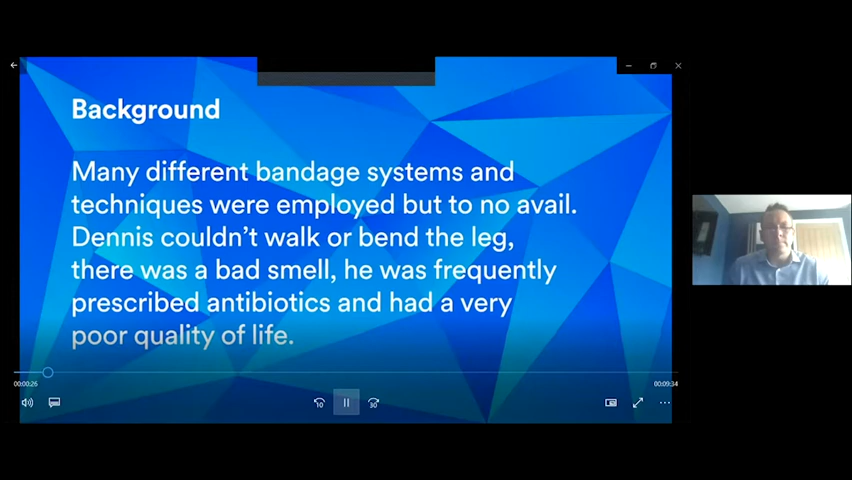 Background
Many different bandage systems and
techniques were employed but to no avail.
Dennis couldn't walk or bend the leg,
there was a bad smell, he was frequently
prescribed antibiotics and had a very
poor quality of life.
00:00:26
00:09:34
10
30